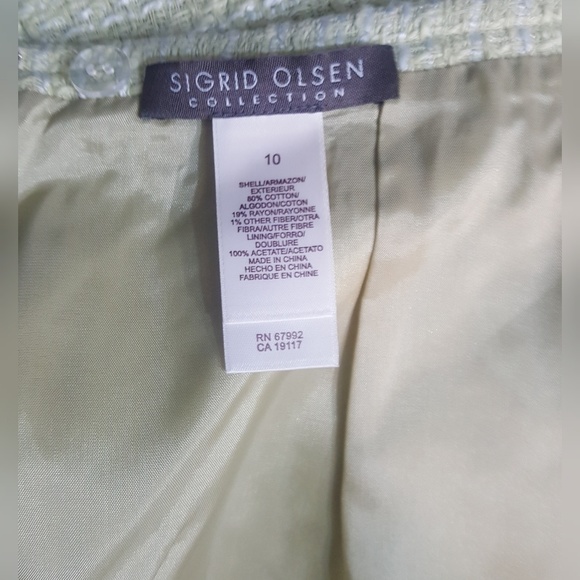 SIGRID OLSEN
COLLECTION
10
SHELL/ARMAZON/
EXTERIEUR
80% COTTON/
ALGODON/COTON
19% RAYON/RAYONNE
1% OTHER FIBER/OTRA
FIBRA/AUTRE FIBRE
LINING/FORRO/
DOUBLURE
100% ACETATE/ACETATO
MADE IN CHINA
HECHO EN CHINA
FABRIQUE EN CHINE
RN 67992
CA 19117